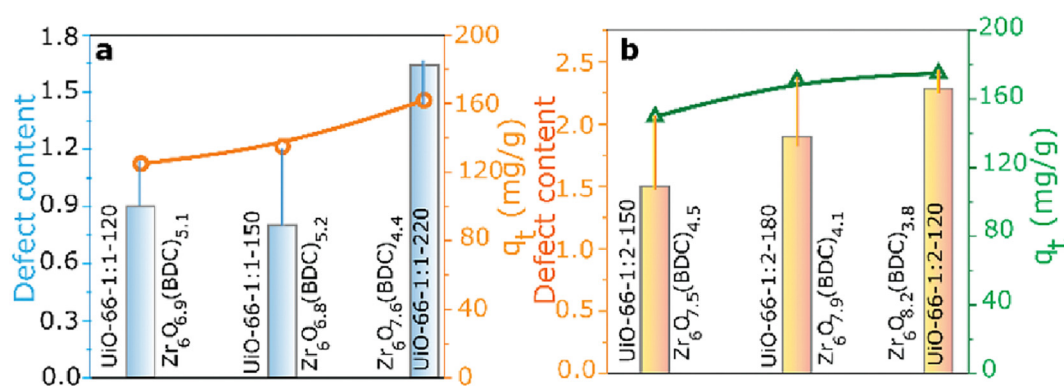 a
Defect content
1.8
1.5
1.2
0.9
0.6
0.3
0.0
UiO-66-1:1-120
Zr6O6.9(BDC)5.1
UiO-66-1:1-150
Zr6O6.8(BDC)5.2
Zr6O7.6(BDC)4.4
UiO-66-1:1-220
200
160
120
80
40
0
qt (mg/g)
b
Defect content
2.5
2.0
1.5
1.0
0.5
0.0
UiO-66-1:2-150
Zr6O7.5(BDC)4.5
UiO-66-1:2-180
Zr6O7.9(BDC)4.1
Zr6O8.2(BDC)3.8
UiO-66-1:2-120
200
160
120
80
40
0
qt (mg/g)